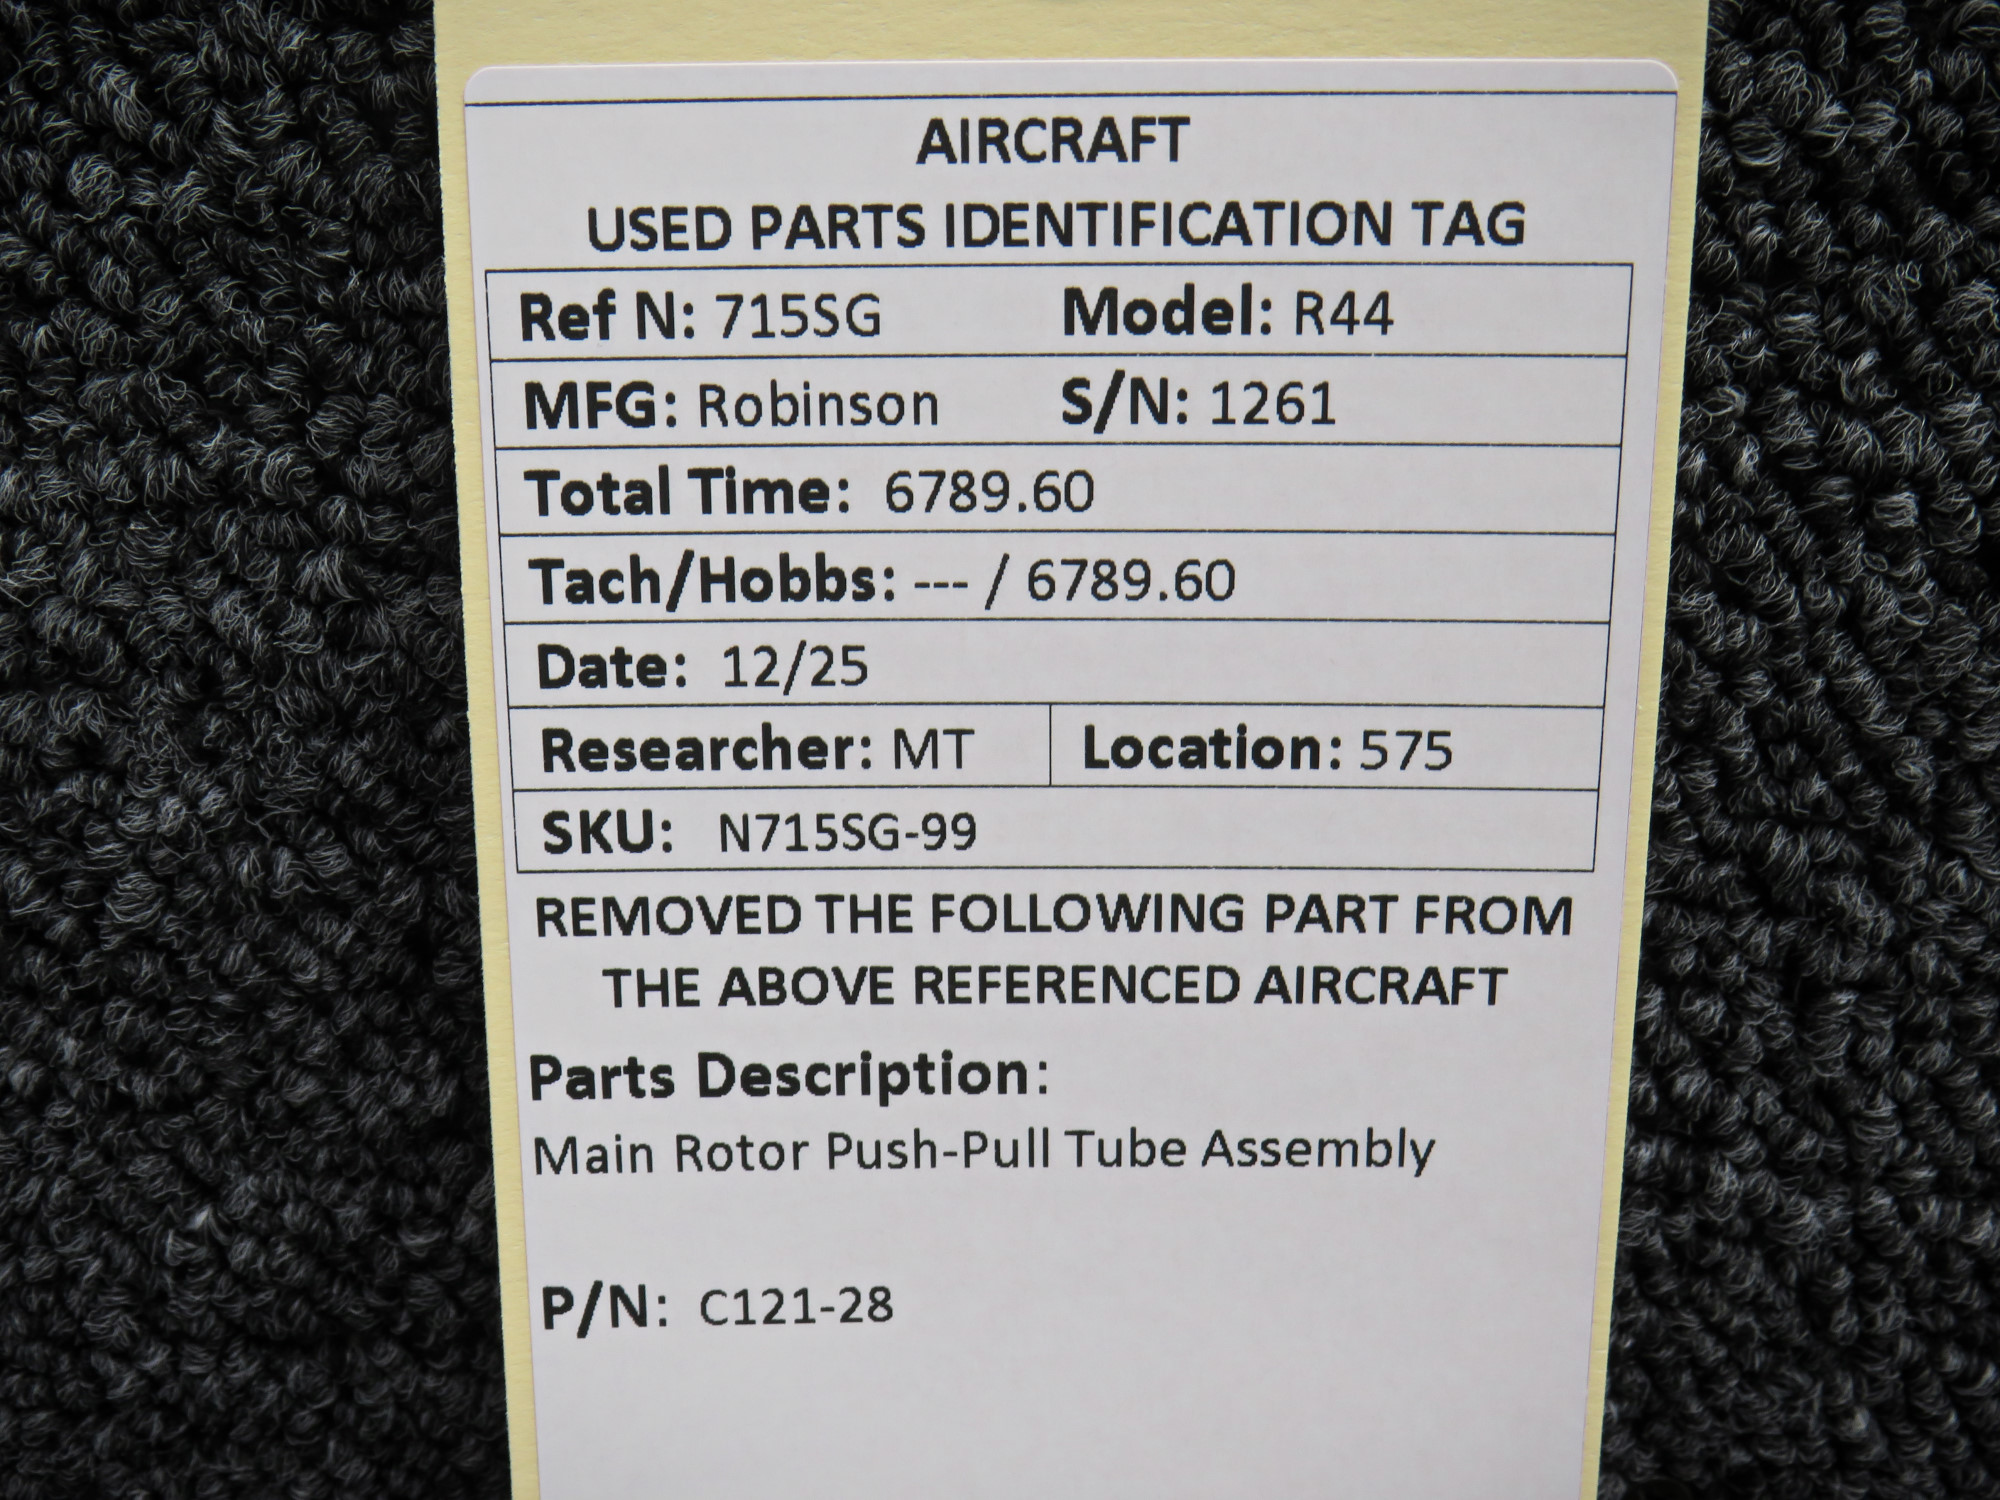 AIRCRAFT
USED PARTS IDENTIFICATION TAG
Ref N: 715SG Model: R44
MFG: Robinson S/N: 1261
Total Time: 6789.60
Tach/Hobbs: --- / 6789.60
Date: 12/25
Researcher: MT Location: 575
SKU: N715SG-99
REMOVED THE FOLLOWING PART FROM
THE ABOVE REFERENCED AIRCRAFT
Parts Description:
Main Rotor Push-Pull Tube Assembly
P/N: C121-28